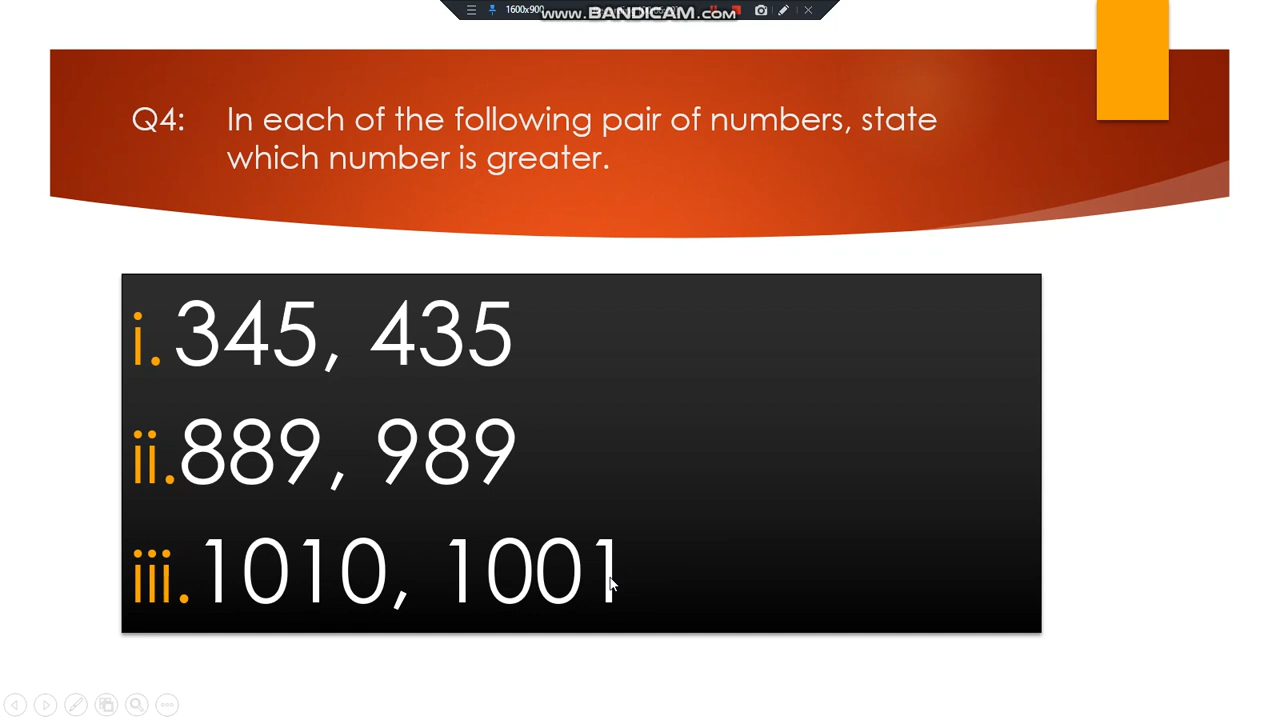 1600x900
www.BANDICAM.com
Q4: In each of the following pair of numbers, state
which number is greater.
i. 345, 435
ii. 889, 989
iii. 1010, 1001